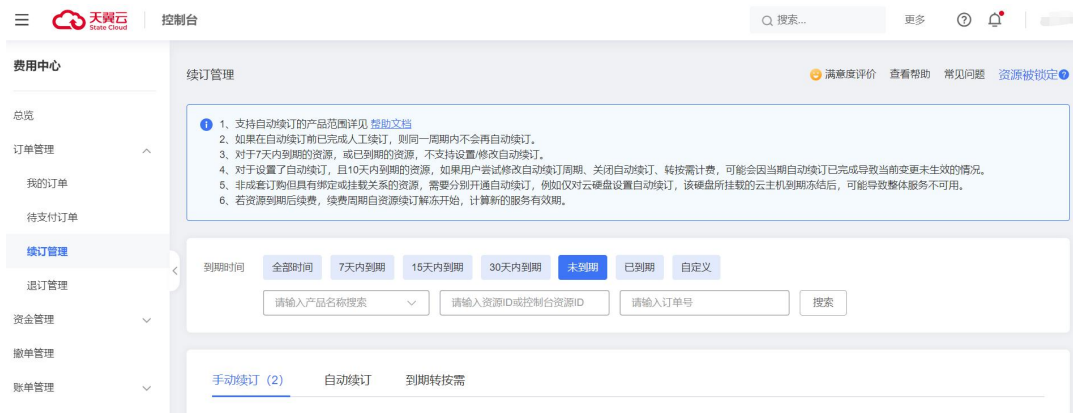 天翼云
State Cloud
控制台
搜索...
更多
费用中心
总览
订单管理
我的订单
待支付订单
续订管理
退订管理
资金管理
撤单管理
账单管理
续订管理
满意度评价 查看帮助 常见问题 资源被锁定
1、支持自动续订的产品范围详见 帮助文档
2、如果在自动续订前已完成人工续订，则同一周期内不会再自动续订。
3、对于7天内到期的资源，或已到期的资源，不支持设置/修改自动续订。
4、对于设置了自动续订，且10天内到期的资源，如果用户尝试修改自动续订周期、关闭自动续订、转按需计费，可能会因当期自动续订已完成导致当前变更未生效的情况。
5、非成套订购但具有绑定或挂载关系的资源，需要分别开通自动续订，例如仅对云硬盘设置自动续订，该硬盘所挂载的云主机到期冻结后，可能导致整体服务不可用。
6、若资源到期后续费，续费周期自资源续订解冻开始，计算新的服务有效期。
到期时间 全部时间 7天内到期 15天内到期 30天内到期 未到期 已到期 自定义
请输入产品名称搜索 请输入资源ID或控制台资源ID 请输入订单号 搜索
手动续订（2） 自动续订 到期转按需